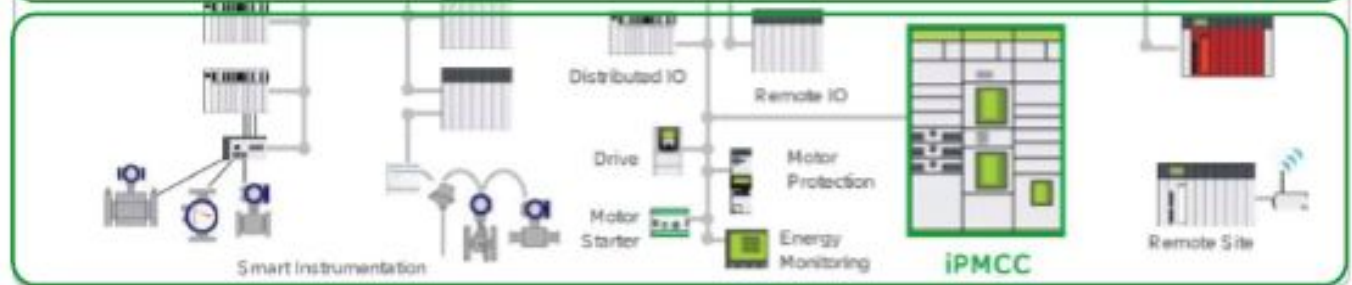 Distributed IO
Remote IO
Drive
Motor
Protection
Motor
Starter
Energy
Monitoring
Smart Instrumentation
iPMCC
Remote Site